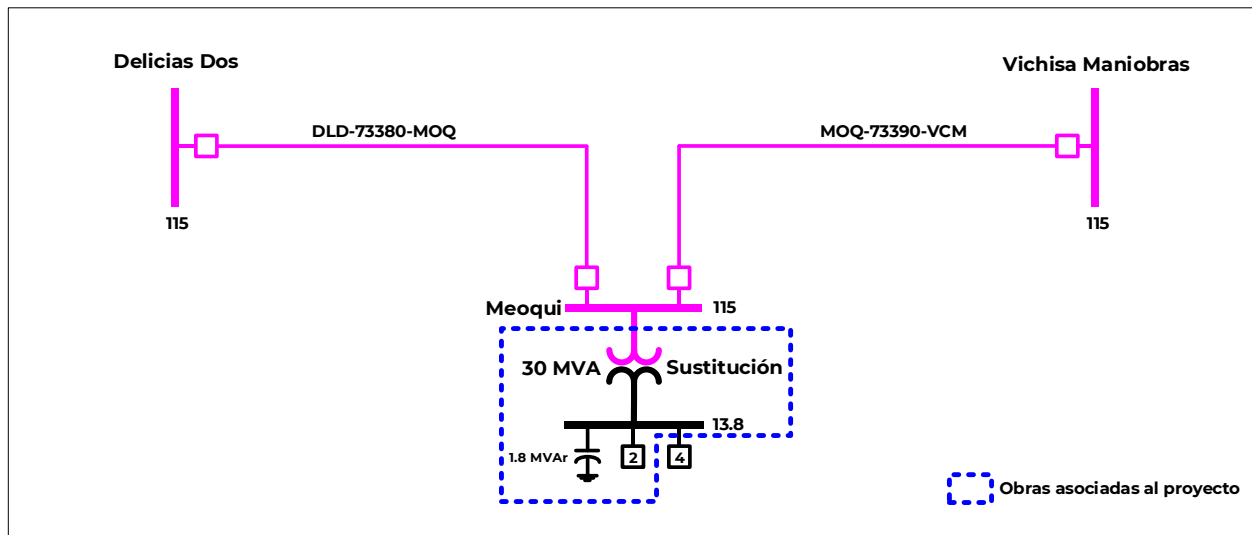 Delicias Dos
Vichisa Maniobras
DLD-73380-MOQ
MOQ-73390-VCM
115
115
Meoqui
115
30 MVA
Sustitución
13.8
1.8 MVAr
2
4
Obras asociadas al proyecto